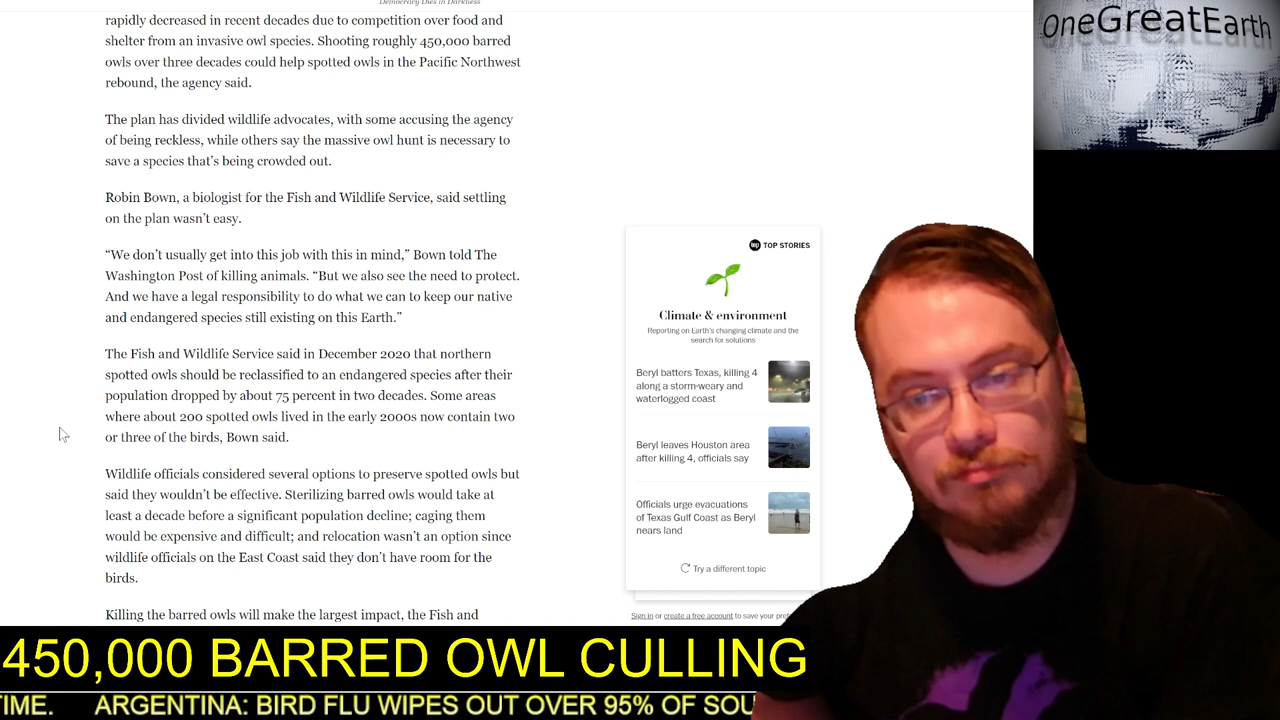 Democracy Dies in Darkness
OneGreatEarth
rapidly decreased in recent decades due to competition over food and
shelter from an invasive owl species. Shooting roughly 450,000 barred
owls over three decades could help spotted owls in the Pacific Northwest
rebound, the agency said.
The plan has divided wildlife advocates, with some accusing the agency
of being reckless, while others say the massive owl hunt is necessary to
save a species that’s being crowded out.
Robin Bown, a biologist for the Fish and Wildlife Service, said settling
on the plan wasn’t easy.
“We don’t usually get into this job with this in mind,” Bown told The
Washington Post of killing animals. “But we also see the need to protect.
And we have a legal responsibility to do what we can to keep our native
and endangered species still existing on this Earth.”
The Fish and Wildlife Service said in December 2020 that northern
spotted owls should be reclassified to an endangered species after their
population dropped by about 75 percent in two decades. Some areas
where about 200 spotted owls lived in the early 2000s now contain two
or three of the birds, Bown said.
Wildlife officials considered several options to preserve spotted owls but
said they wouldn’t be effective. Sterilizing barred owls would take at
least a decade before a significant population decline; caging them
would be expensive and difficult; and relocation wasn’t an option since
wildlife officials on the East Coast said they don’t have room for the
birds.
Killing the barred owls will make the largest impact, the Fish and
wp TOP STORIES
Climate & environment
Reporting on Earth’s changing climate and the
search for solutions
Beryl batters Texas, killing 4
along a storm-weary and
waterlogged coast
Beryl leaves Houston area
after killing 4, officials say
Officials urge evacuations
of Texas Gulf Coast as Beryl
nears land
Try a different topic
Sign in or create a free account to save your
450,000 BARRED OWL CULLING
TIME. ARGENTINA: BIRD FLU WIPES OUT OVER 95% OF SOU